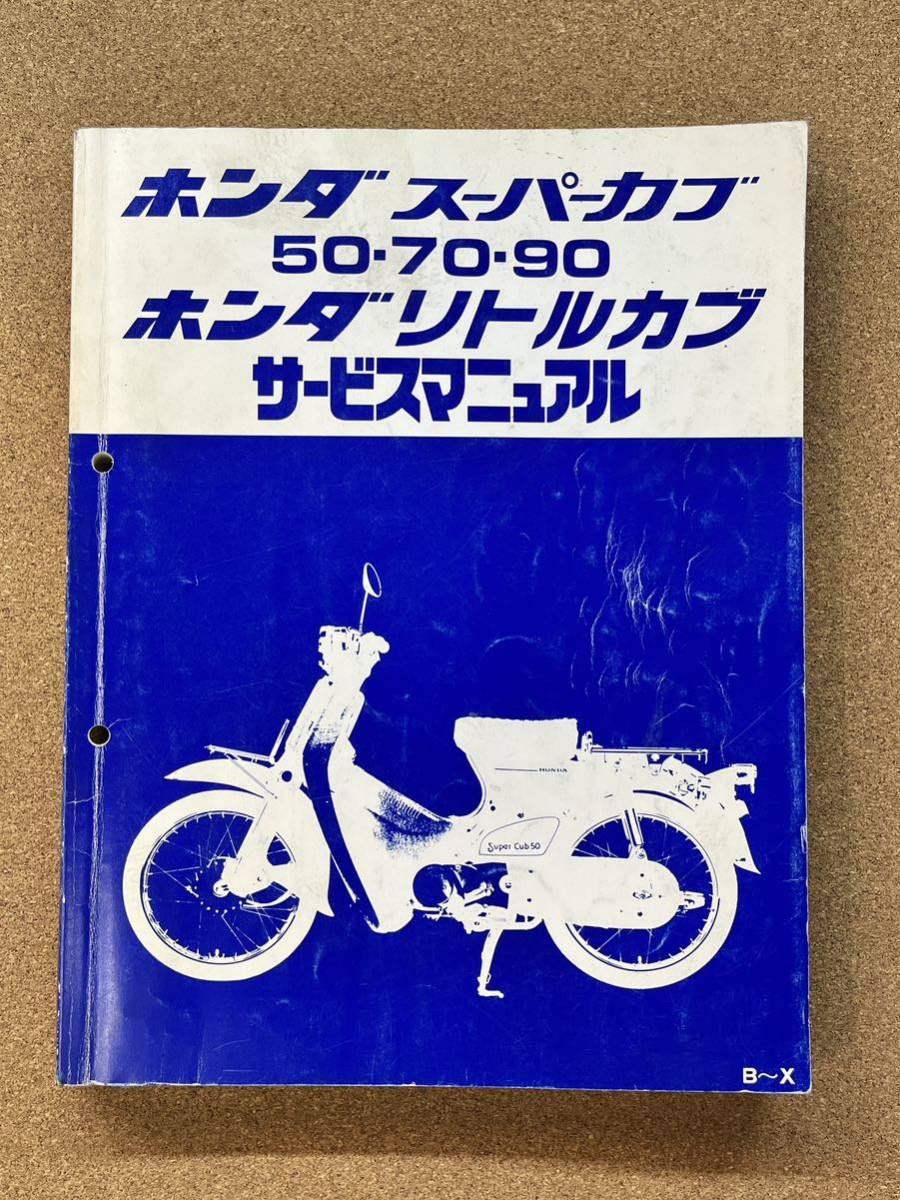 ホンダ スーパーカブ
50・70・90
ホンダ リトルカブ
サービスマニュアル
HONDA
Super Cub 50
B～X